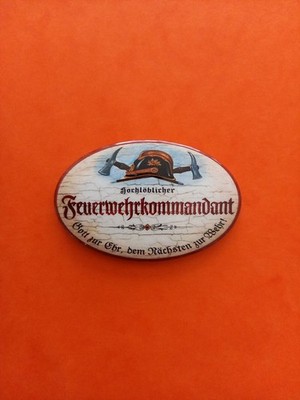 Hochlöblicher
Feuerwehrkommandant
Gott zur Ehr, dem Nächsten zur Wehr!